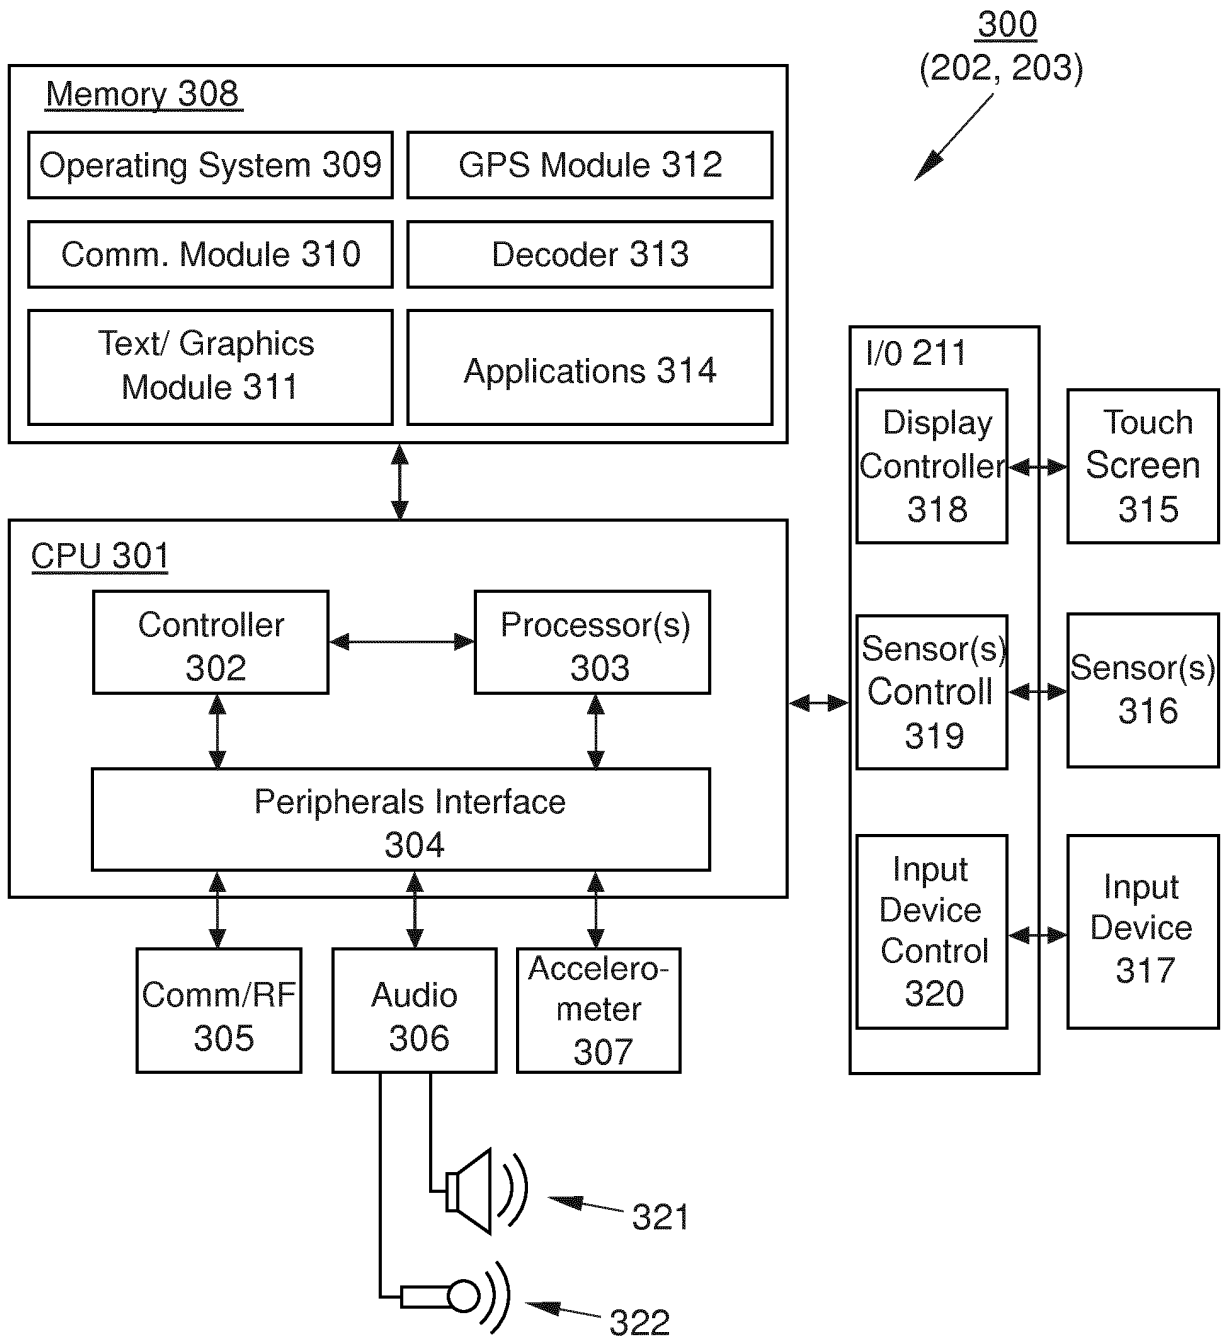 300
(202, 203)
Memory 308
Operating System 309
GPS Module 312
Comm. Module 310
Decoder 313
Text/ Graphics
Module 311
Applications 314
CPU 301
Controller
302
Processor(s)
303
Peripherals Interface
304
Comm/RF
305
Audio
306
Accelero-
meter
307
I/0 211
Display
Controller
318
Touch
Screen
315
Sensor(s)
Controll
319
Sensor(s)
316
Input
Device
Control
320
Input
Device
317
321
322